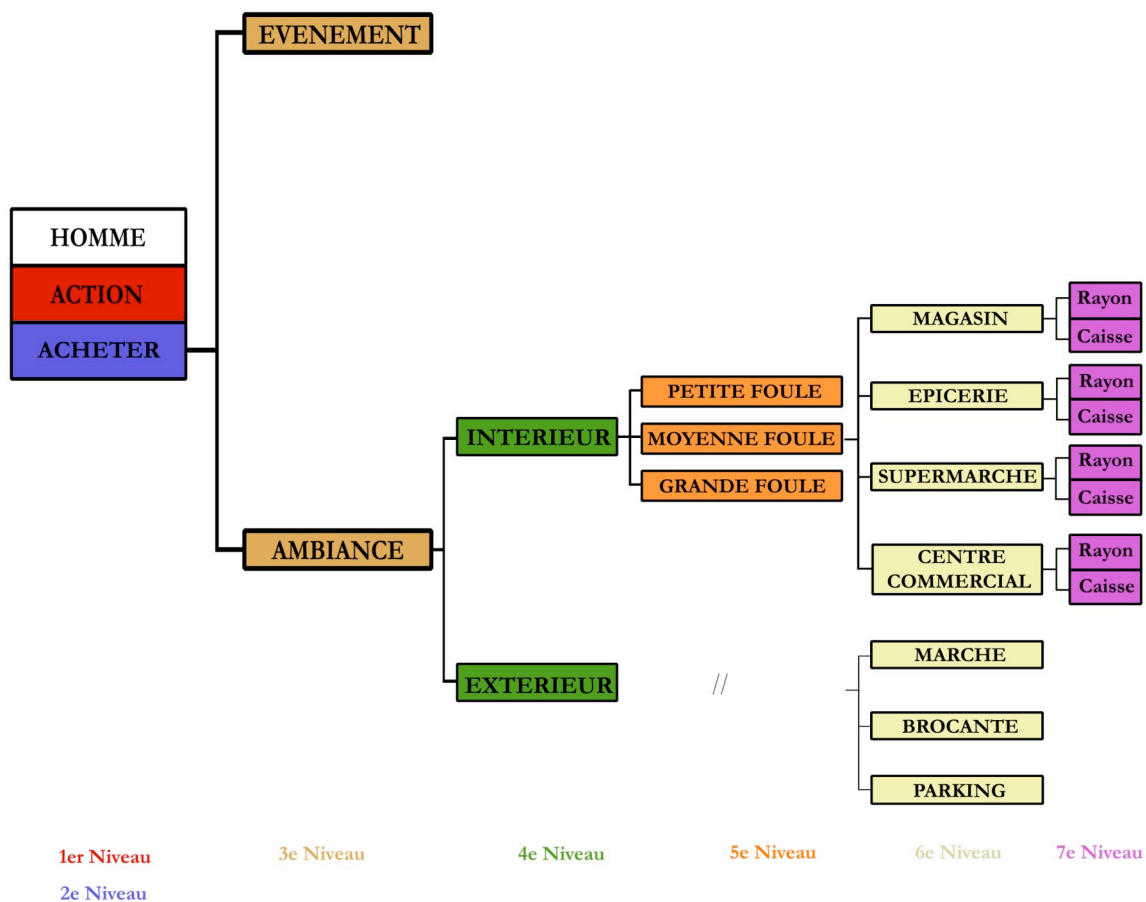 EVENEMENT
HOMME
ACTION
ACHETER
AMBIANCE
INTÉRIEUR
EXTÉRIEUR
PETITE FOULE
MOYENNE FOULE
GRANDE FOULE
//
MAGASIN
Rayon
Caisse
EPICERIE
Rayon
Caisse
SUPERMARCHE
Rayon
Caisse
CENTRE
COMMERCIAL
Rayon
Caisse
MARCHE
BROCANTE
PARKING
1er Niveau
2e Niveau
3e Niveau
4e Niveau
5e Niveau
6e Niveau
7e Niveau